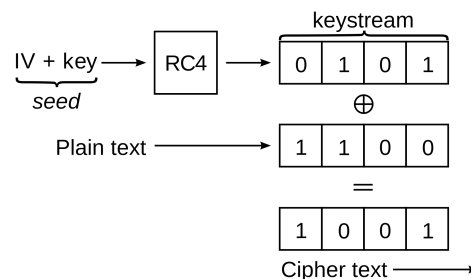 keystream
IV + key
RC4
0 1 0 1
seed
⊕
Plain text
1 1 0 0
=
1 0 0 1
Cipher text